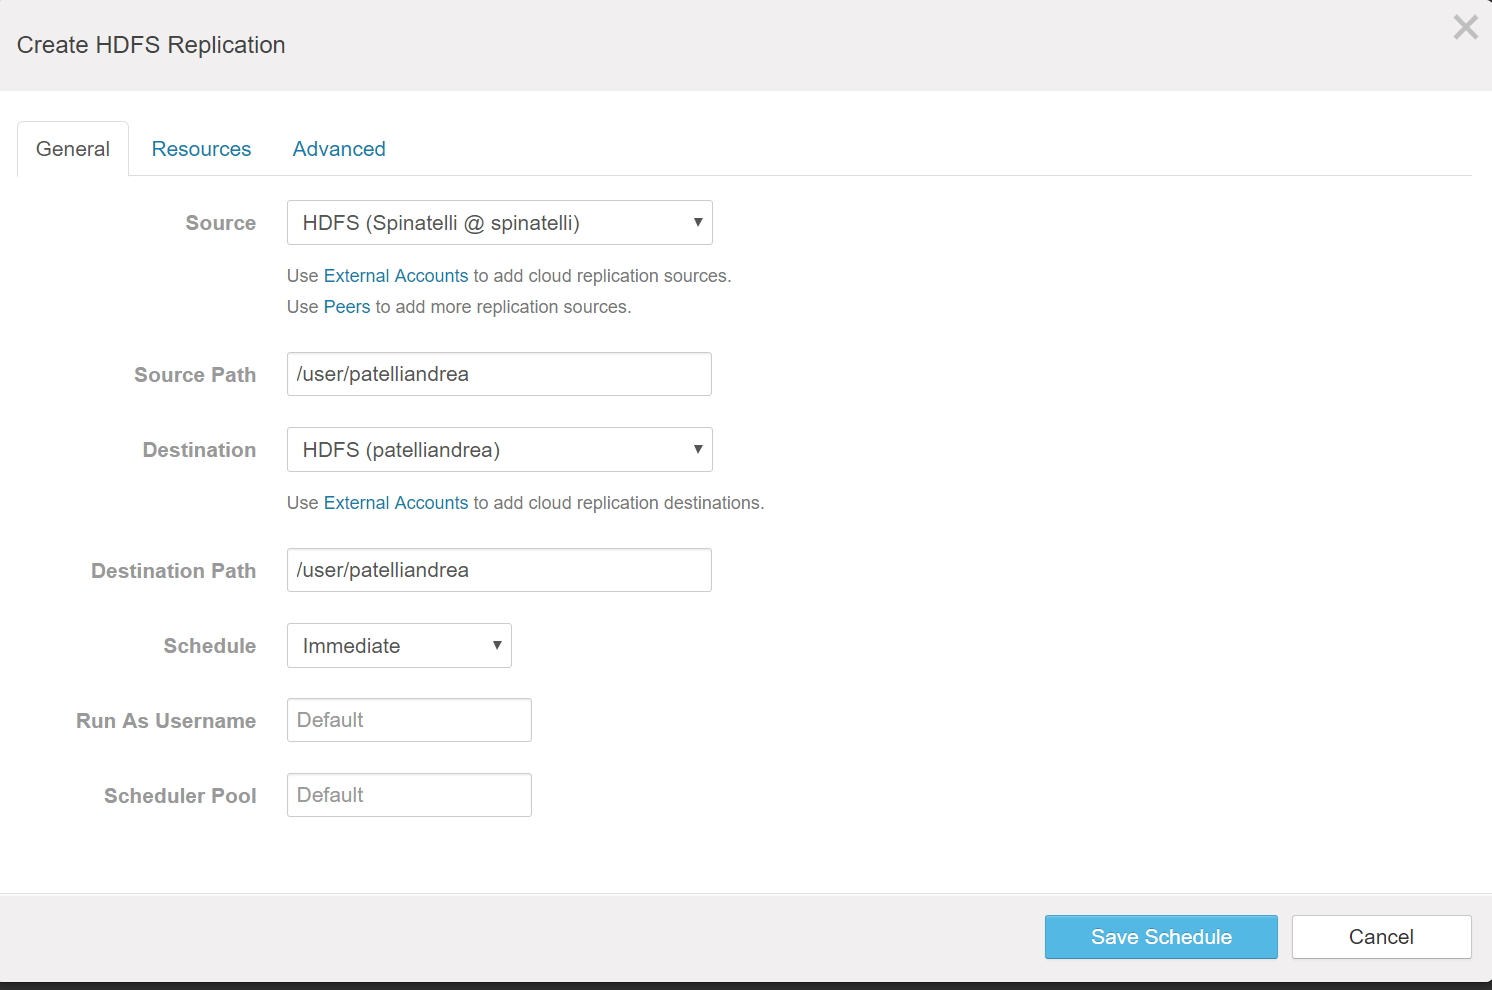 Create HDFS Replication
General Resources Advanced
Source HDFS (Spinatelli @ spinatelli)
Use External Accounts to add cloud replication sources.
Use Peers to add more replication sources.
Source Path /user/patelliandrea
Destination HDFS (patelliandrea)
Use External Accounts to add cloud replication destinations.
Destination Path /user/patelliandrea
Schedule Immediate
Run As Username Default
Scheduler Pool Default
Save Schedule Cancel